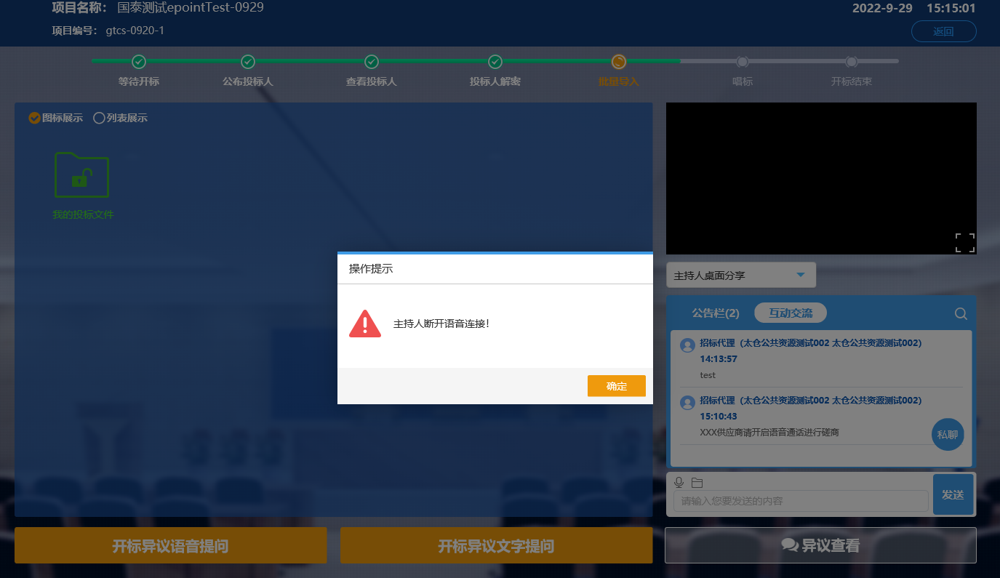 项目名称： 国泰测试epointTest-0929
2022-9-29 15:15:01
项目编号： gtcs-0920-1
返回
等待开标
公布投标人
查看投标人
投标人解密
批量导入
唱标
开标结束
图标展示
列表展示
我的投标文件
操作提示
主持人断开语音连接!
确定
主持人桌面分享
公告栏(2)
互动交流
招标代理（太仓公共资源测试002 太仓公共资源测试002）
14:13:57
test
招标代理（太仓公共资源测试002 太仓公共资源测试002）
15:10:43
XXX供应商请开启语音通话进行磋商
私聊
请输入您要发送的内容
发送
开标异议语音提问
开标异议文字提问
异议查看